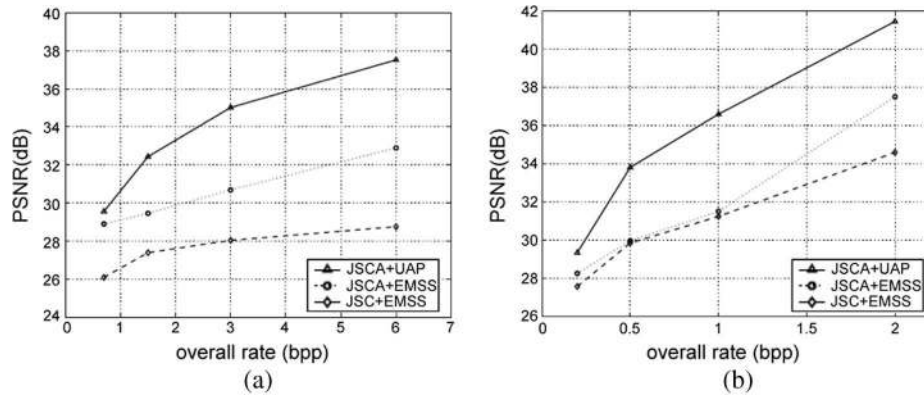 40
38
36
34
32
30
28
26
24
PSNR(dB)
0 1 2 3 4 5 6 7
overall rate (bpp)
JSCA+UAP
JSCA+EMSS
JSC+EMSS
(a)
42
40
38
36
34
32
30
28
26
PSNR(dB)
0 0.5 1 1.5 2
overall rate (bpp)
JSCA+UAP
JSCA+EMSS
JSC+EMSS
(b)